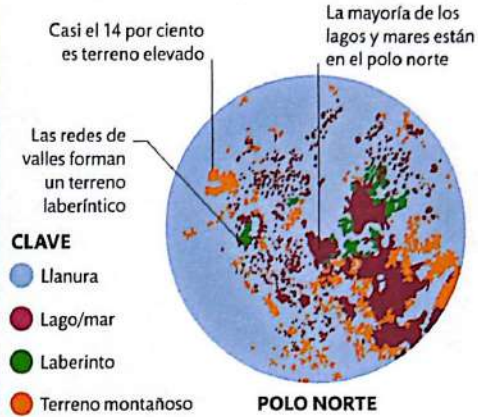 Casi el 14 por ciento
es terreno elevado
La mayoría de los
lagos y mares están
en el polo norte
Las redes de
valles forman
un terreno
laberíntico
CLAVE
Llanura
Lago/mar
Laberinto
Terreno montañoso
POLO NORTE